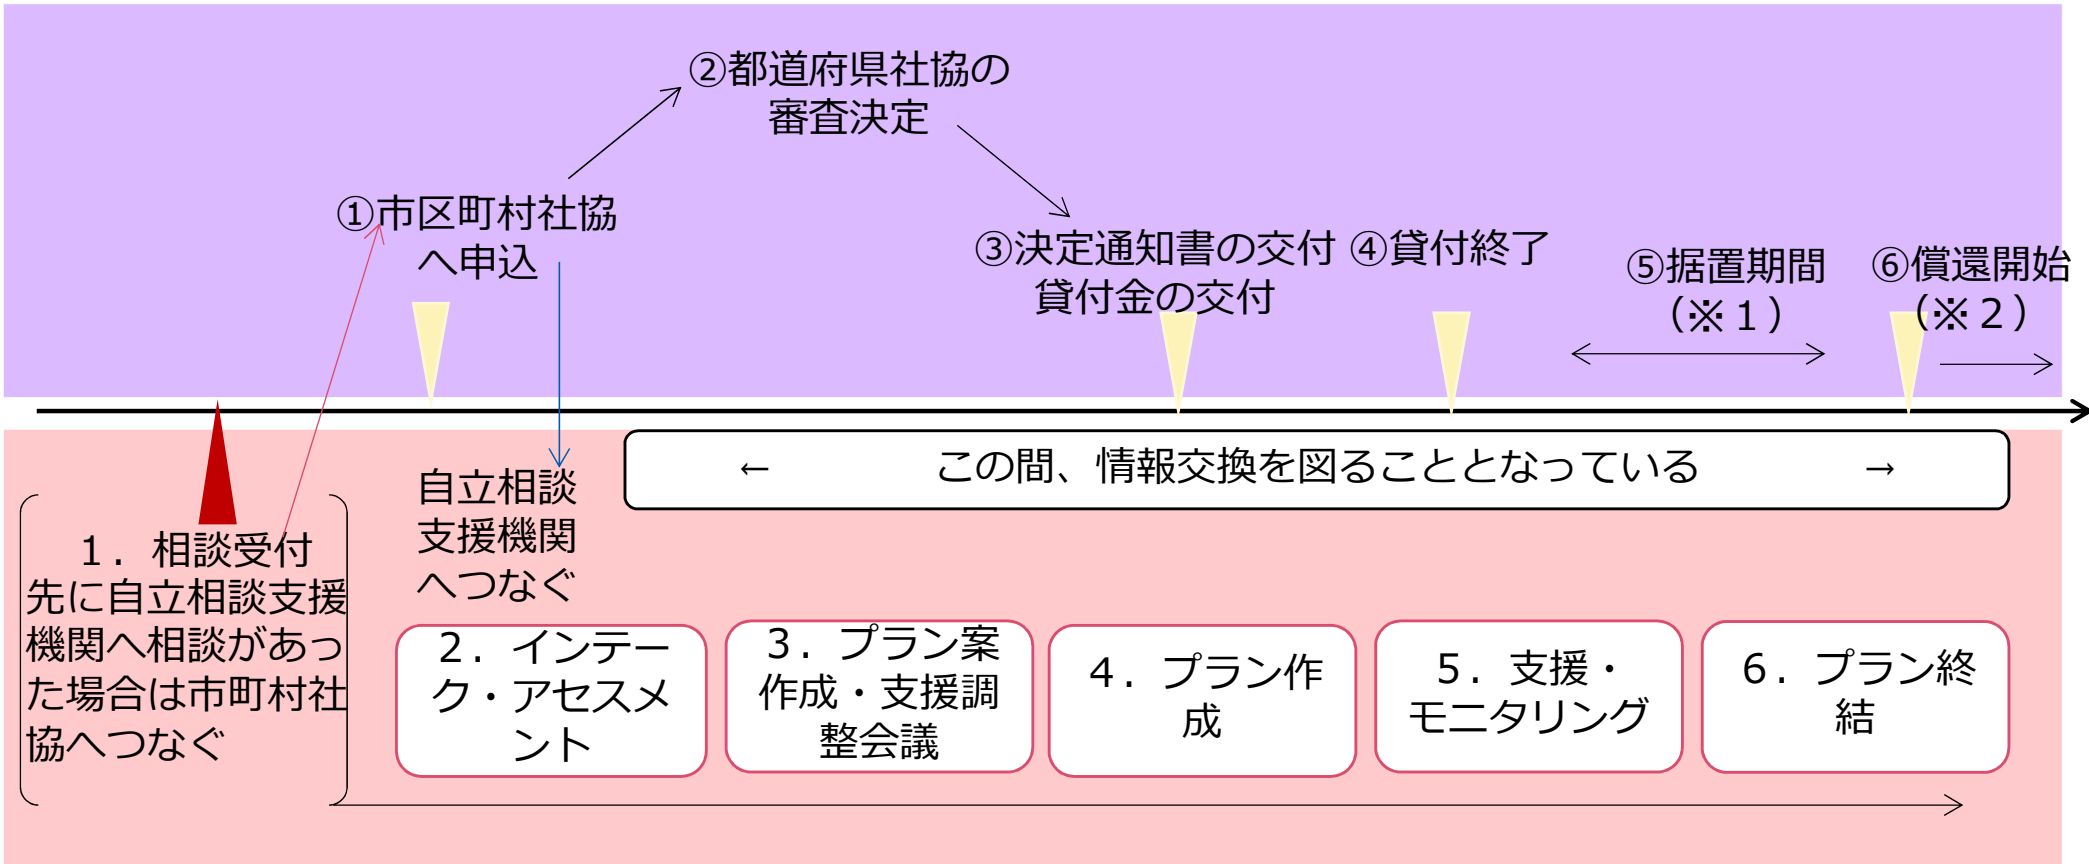 ②都道府県社協の
審査決定
①市区町村社協
へ申込
③決定通知書の交付
貸付金の交付
④貸付終了
⑤据置期間
（※１）
⑥償還開始
（※２）
← この間、情報交換を図ることとなっている →
自立相談
支援機関
へつなぐ
１．相談受付
先に自立相談支援
機関へ相談があっ
た場合は市町村社
協へつなぐ
２．インテー
ク・アセスメ
ント
３．プラン案
作成・支援調
整会議
４．プラン作
成
５．支援・
モニタリング
６．プラン終
結